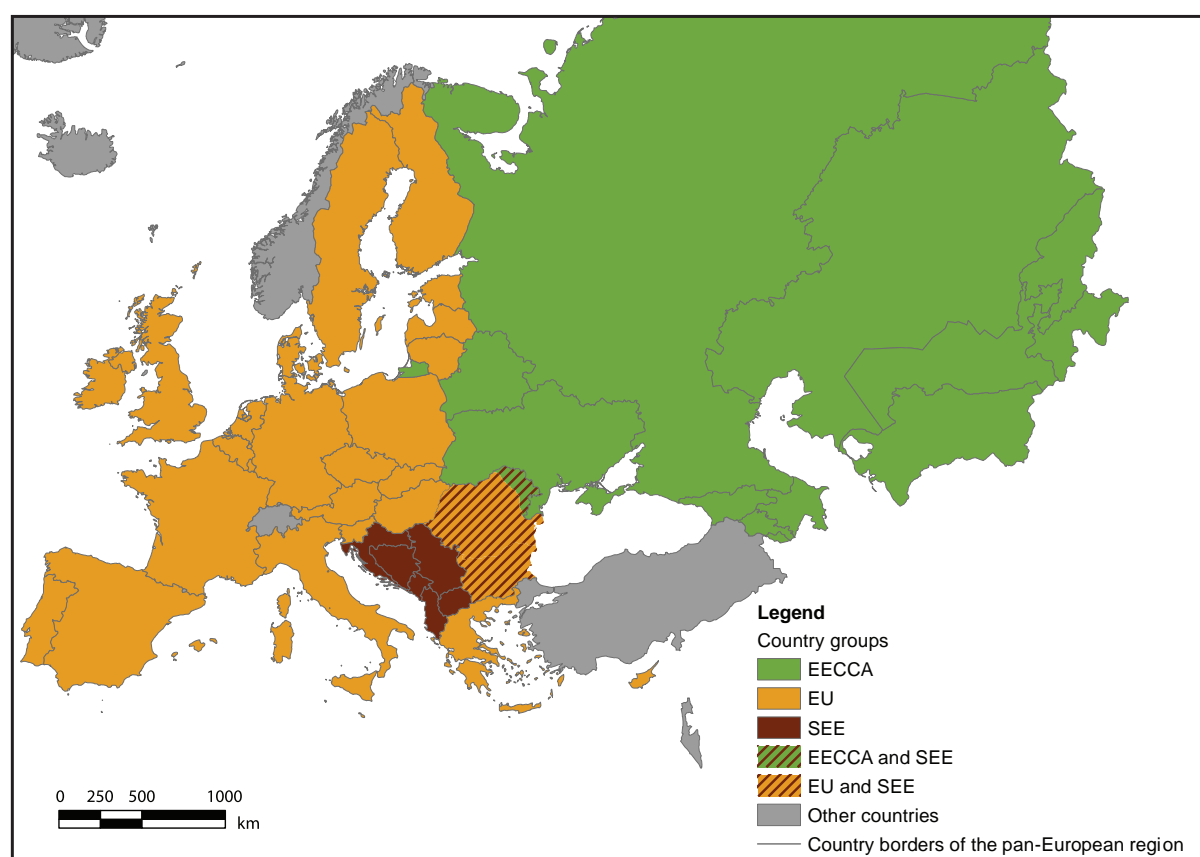 Legend
Country groups
EECCA
EU
SEE
EECCA and SEE
EU and SEE
Other countries
Country borders of the pan-European region
0 250 500 1000
km